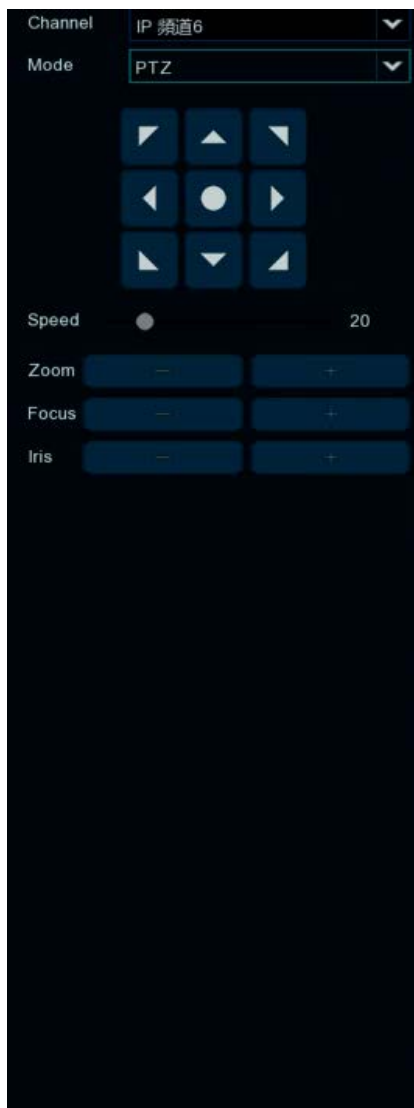 Channel IP 頻道6
Mode PTZ
Speed 20
Zoom − +
Focus − +
Iris − +